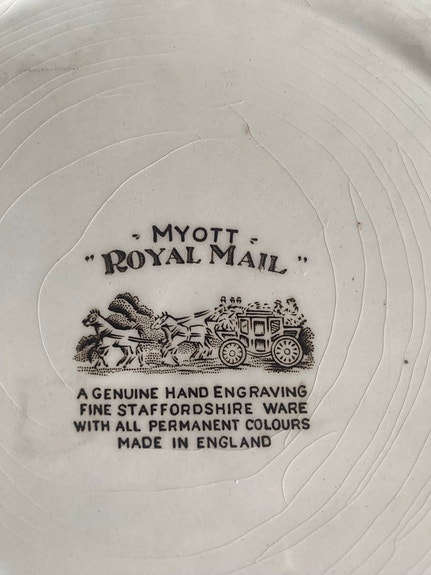 - MYOTT -
"ROYAL MAIL"
A GENUINE HAND ENGRAVING
FINE STAFFORDSHIRE WARE
WITH ALL PERMANENT COLOURS
MADE IN ENGLAND